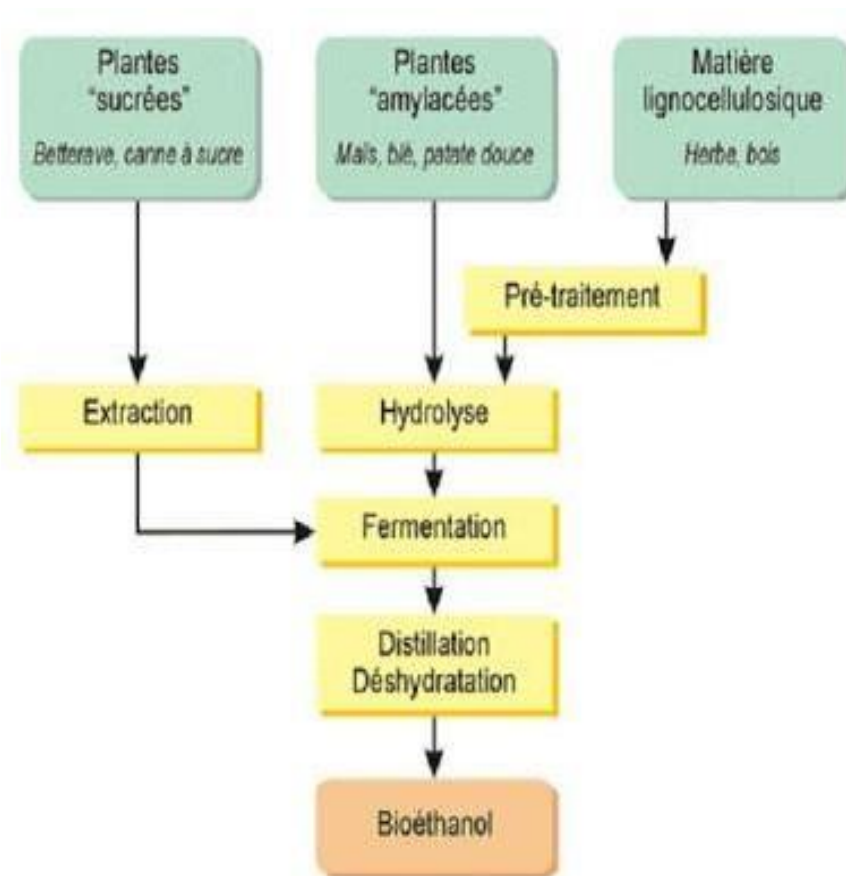 Plantes
"sucrées"
Betterave, canne à sucre
Plantes
"amylacées"
Maïs, blé, patate douce
Matière
lignocellulosique
Herbe, bois
Pré-traitement
Extraction
Hydrolyse
Fermentation
Distillation
Déshydratation
Bioéthanol